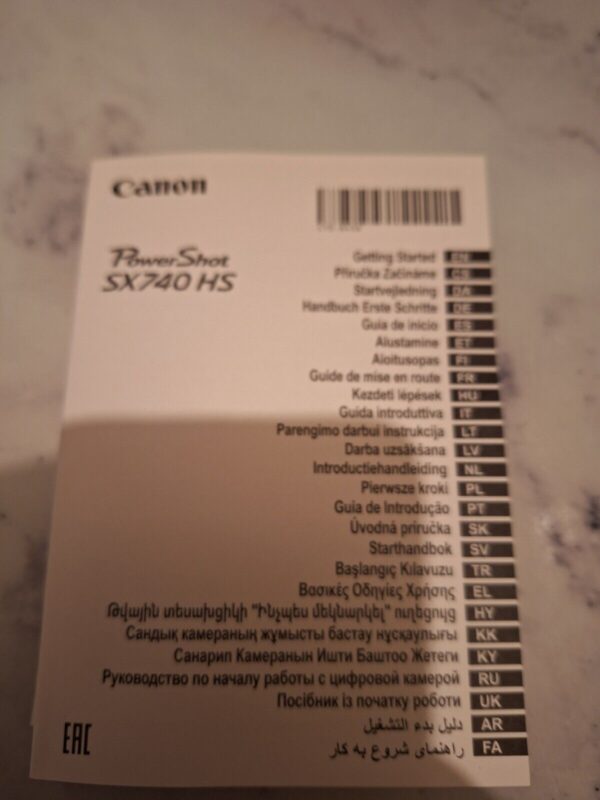 Canon
PowerShot
SX740 HS
Getting Started EN
Příručka Začínáme CS
Startvejledning DA
Handbuch Erste Schritte DE
Guía de inicio ES
Alustamine ET
Aloitusopas FI
Guide de mise en route FR
Kezdeti lépések HU
Guida introduttiva IT
Parengimo darbui instrukcija LT
Darba uzsākšana LV
Introductiehandleiding NL
Pierwsze kroki PL
Guia de Introdução PT
Úvodná príručka SK
Starthandbok SV
Başlangıç Kılavuzu TR
Βασικές Οδηγίες Χρήσης EL
Թվային տեսախցիկի "Ինչպես մեկնարկել" ուղեցույց HY
Сандық камераның жұмысты бастау нұсқаулығы KK
Санарип Камеранын Ишти Баштоо Жетеги KY
Руководство по началу работы с цифровой камерой RU
Посібник із початку роботи UK
دليل بدء التشغيل AR
راهنمای شروع به کار FA
EAC